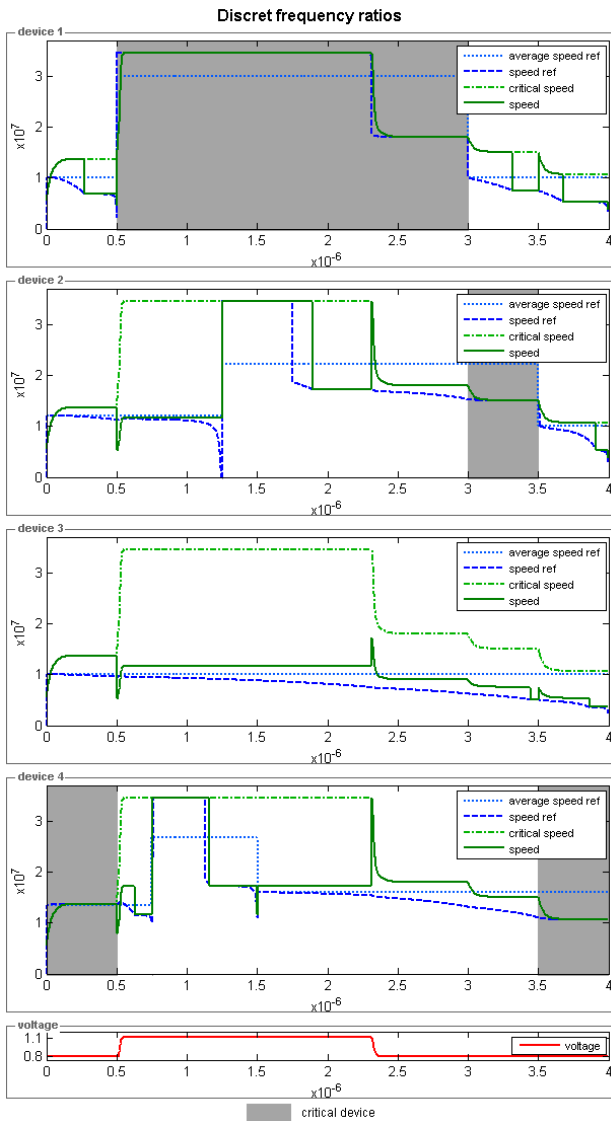 Discret frequency ratios
device 1
x10^7
3
2
1
0
average speed ref
speed ref
critical speed
speed
0 0.5 1 1.5 2 2.5 3 3.5 4
x10^-6
device 2
x10^7
3
2
1
0
average speed ref
speed ref
critical speed
speed
0 0.5 1 1.5 2 2.5 3 3.5 4
x10^-6
device 3
x10^7
3
2
1
0
average speed ref
speed ref
critical speed
speed
0 0.5 1 1.5 2 2.5 3 3.5 4
x10^-6
device 4
x10^7
3
2
1
0
average speed ref
speed ref
critical speed
speed
0 0.5 1 1.5 2 2.5 3 3.5 4
x10^-6
voltage
1.1
0.8
voltage
0 0.5 1 1.5 2 2.5 3 3.5 4
x10^-6
critical device